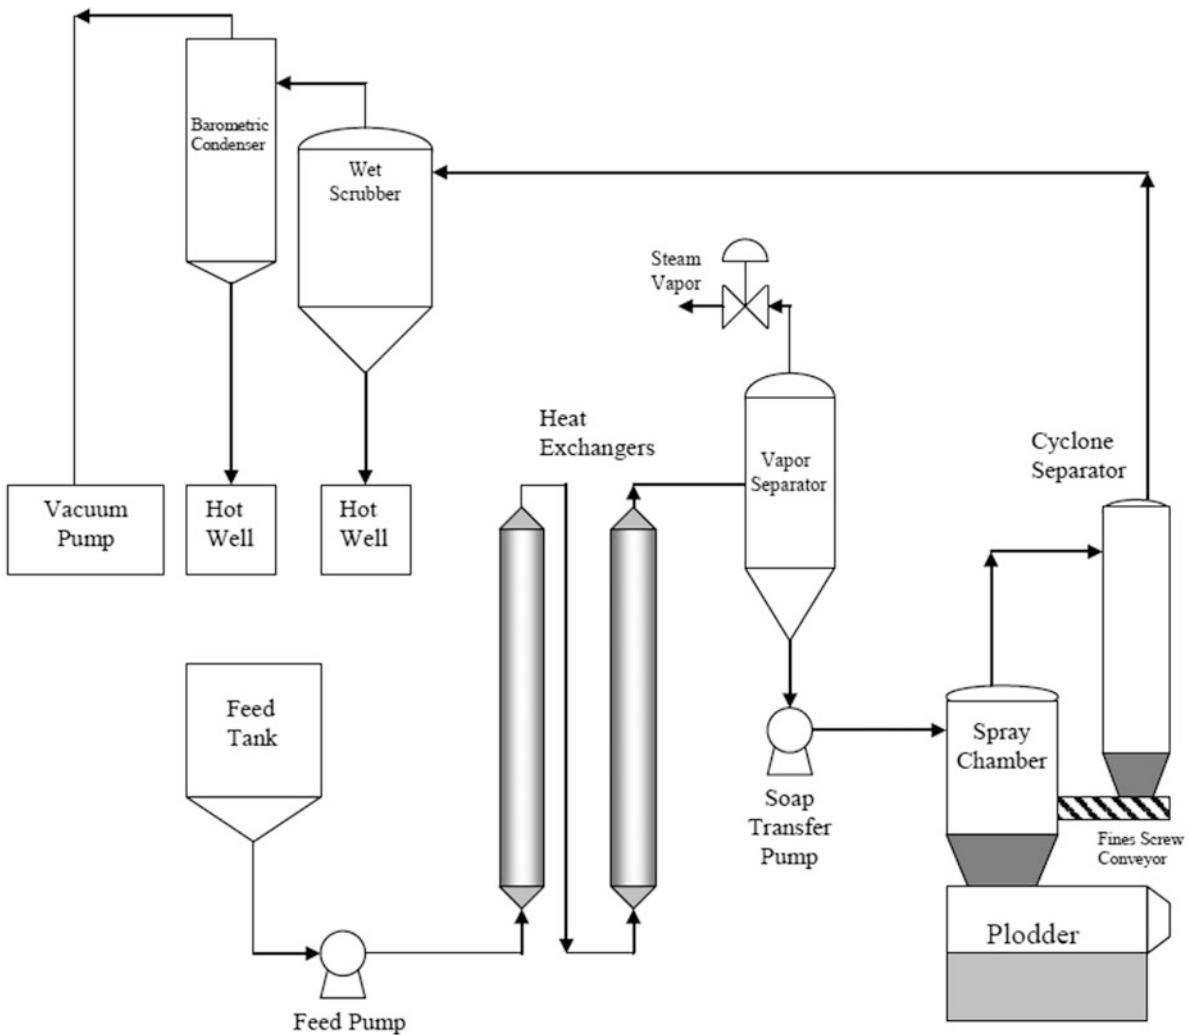 Barometric
Condenser
Wet
Scrubber
Steam
Vapor
Heat
Exchangers
Vapor
Separator
Cyclone
Separator
Vacuum
Pump
Hot
Well
Hot
Well
Feed
Tank
Spray
Chamber
Soap
Transfer
Pump
Fines Screw
Conveyor
Plodder
Feed Pump